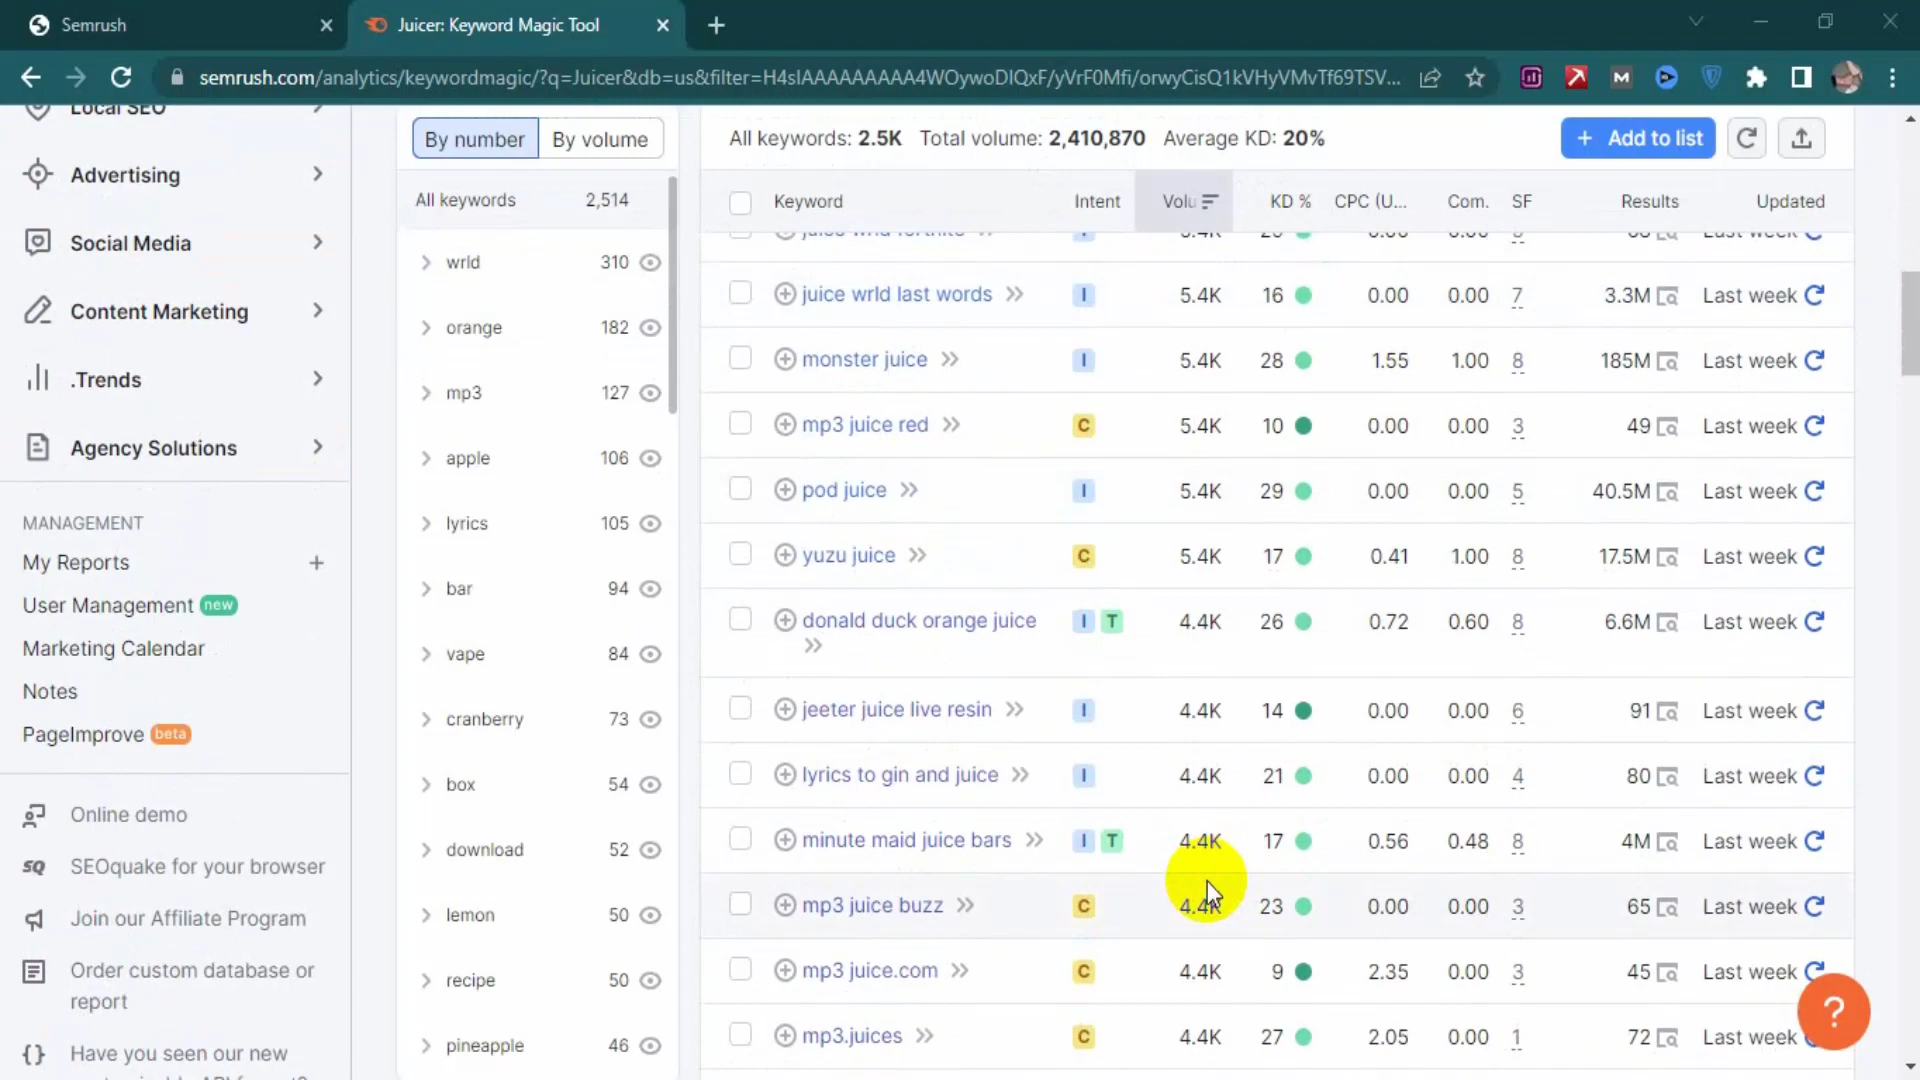 Semrush
Juicer: Keyword Magic Tool
semrush.com/analytics/keywordmagic/?q=Juicer&db=us&filter=H4sIAAAAAAAAA4WOywoDIQxF/yVrF0Mfi/orwyCisQ1kVHyVMvTf69TSV...
Local SEO
Advertising
Social Media
Content Marketing
.Trends
Agency Solutions
MANAGEMENT
My Reports +
User Management new
Marketing Calendar
Notes
PageImprove beta
Online demo
SQ SEOquake for your browser
Join our Affiliate Program
Order custom database or
report
{} Have you seen our new
By number By volume
All keywords 2,514
wrld 310
orange 182
mp3 127
apple 106
lyrics 105
bar 94
vape 84
cranberry 73
box 54
download 52
lemon 50
recipe 50
pineapple 46
All keywords: 2.5K Total volume: 2,410,870 Average KD: 20%
+ Add to list
Keyword Intent Volu KD % CPC (U... Com. SF Results Updated
juice wrld last words I 5.4K 16 0.00 0.00 7 3.3M Last week
monster juice I 5.4K 28 1.55 1.00 8 185M Last week
mp3 juice red C 5.4K 10 0.00 0.00 3 49 Last week
pod juice I 5.4K 29 0.00 0.00 5 40.5M Last week
yuzu juice C 5.4K 17 0.41 1.00 8 17.5M Last week
donald duck orange juice I T 4.4K 26 0.72 0.60 8 6.6M Last week
jeeter juice live resin I 4.4K 14 0.00 0.00 6 91 Last week
lyrics to gin and juice I 4.4K 21 0.00 0.00 4 80 Last week
minute maid juice bars I T 4.4K 17 0.56 0.48 8 4M Last week
mp3 juice buzz C 4.4K 23 0.00 0.00 3 65 Last week
mp3 juice.com C 4.4K 9 2.35 0.00 3 45 Last week
mp3.juices C 4.4K 27 2.05 0.00 1 72 Last week
?